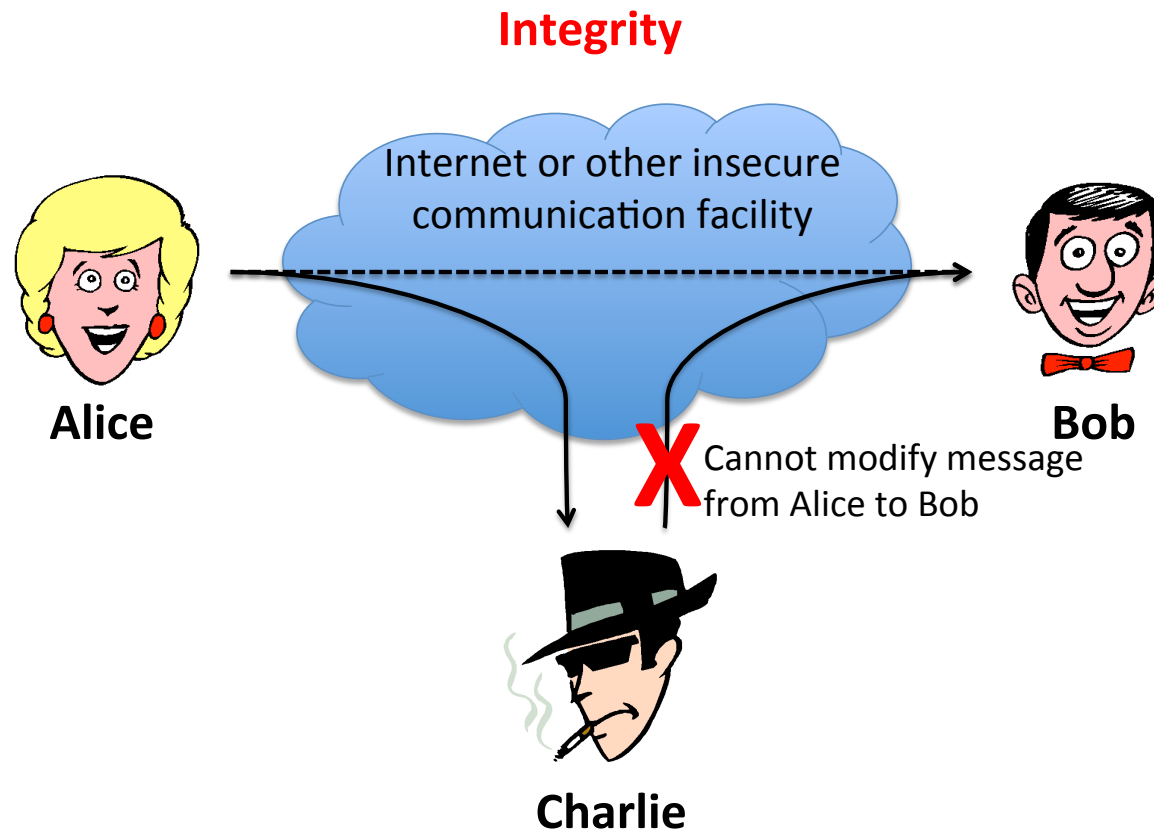 Integrity
Internet or other insecure
communication facility
Alice
Bob
X
Cannot modify message
from Alice to Bob
Charlie